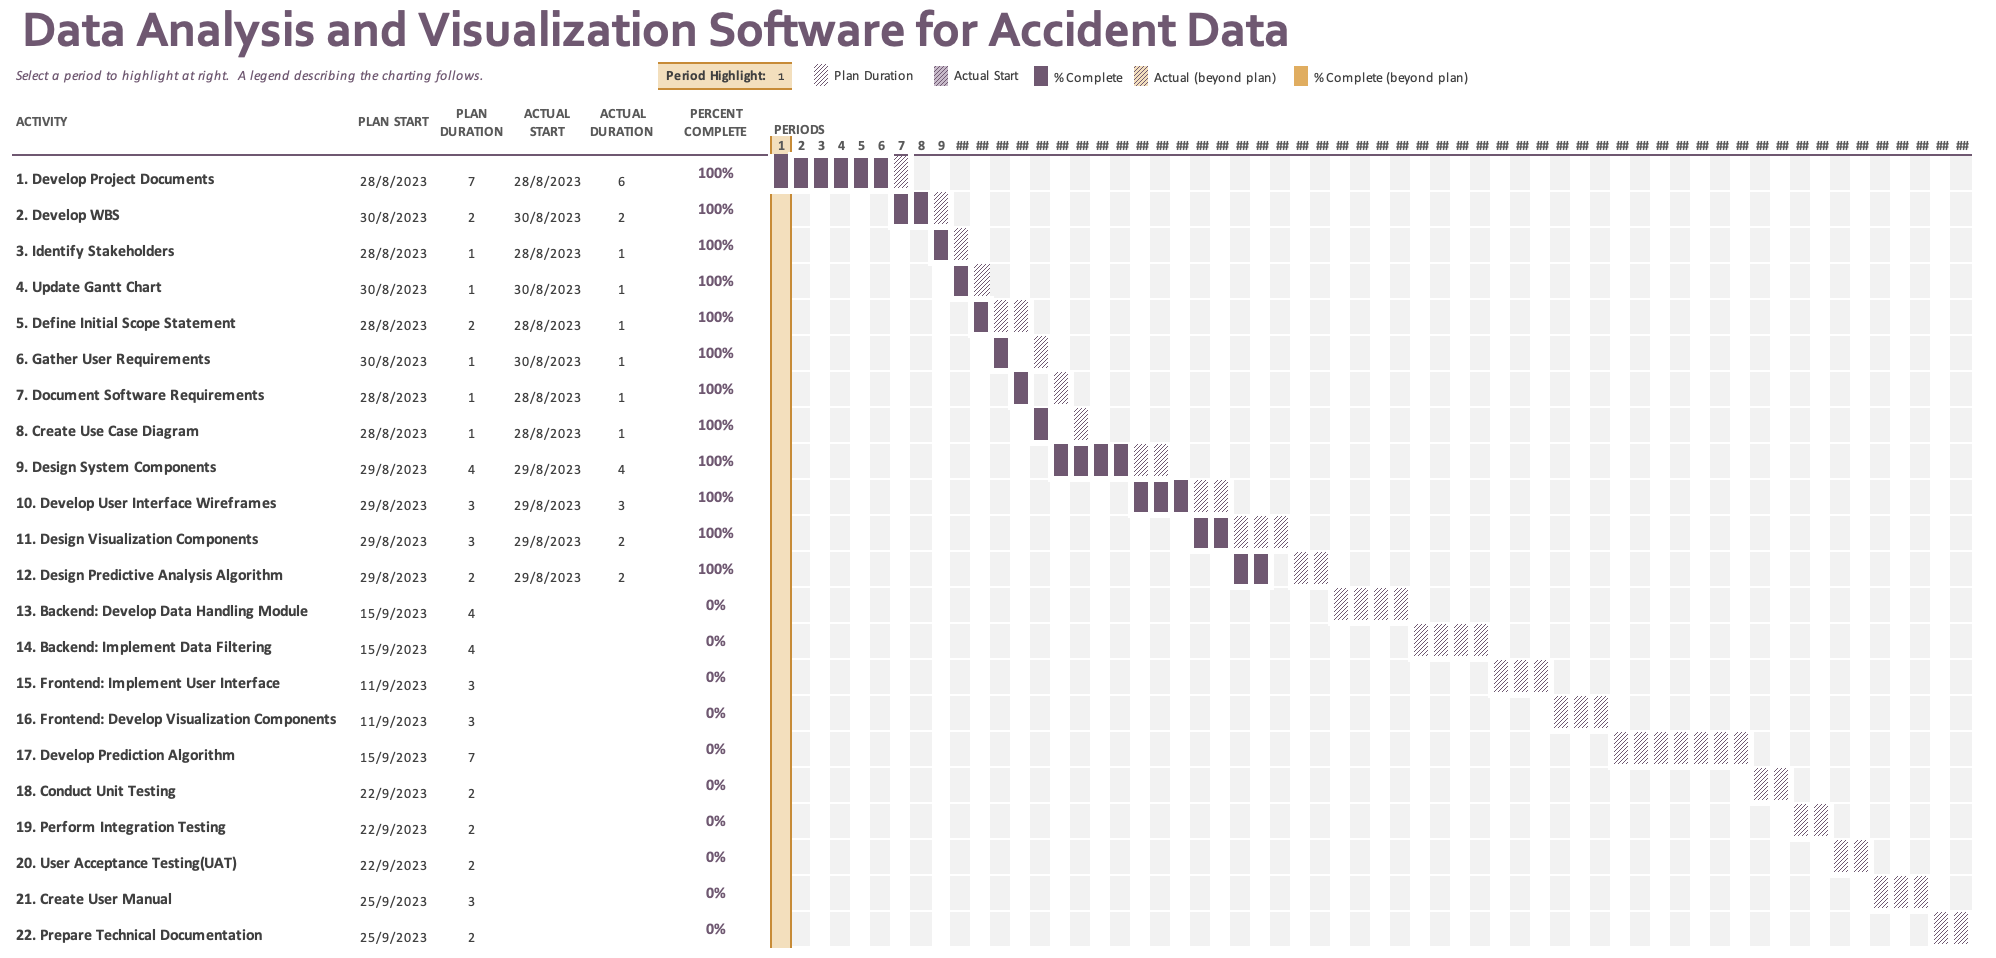 Data Analysis and Visualization Software for Accident Data
Select a period to highlight at right.  A legend describing the charting follows.
Period Highlight: 1
Plan Duration
Actual Start
% Complete
Actual (beyond plan)
% Complete (beyond plan)
ACTIVITY PLAN START PLAN DURATION ACTUAL START ACTUAL DURATION PERCENT COMPLETE
PERIODS
1 2 3 4 5 6 7 8 9 ## ## ## ## ## ## ## ## ## ## ## ## ## ## ## ## ## ## ## ## ## ## ## ## ## ## ## ## ## ## ## ## ## ## ## ## ## ## ## ## ## ## ## ## ## ## ## ## ## ## ##
1. Develop Project Documents 28/8/2023 7 28/8/2023 6 100%
2. Develop WBS 30/8/2023 2 30/8/2023 2 100%
3. Identify Stakeholders 28/8/2023 1 28/8/2023 1 100%
4. Update Gantt Chart 30/8/2023 1 30/8/2023 1 100%
5. Define Initial Scope Statement 28/8/2023 2 28/8/2023 1 100%
6. Gather User Requirements 30/8/2023 1 30/8/2023 1 100%
7. Document Software Requirements 28/8/2023 1 28/8/2023 1 100%
8. Create Use Case Diagram 28/8/2023 1 28/8/2023 1 100%
9. Design System Components 29/8/2023 4 29/8/2023 4 100%
10. Develop User Interface Wireframes 29/8/2023 3 29/8/2023 3 100%
11. Design Visualization Components 29/8/2023 3 29/8/2023 2 100%
12. Design Predictive Analysis Algorithm 29/8/2023 2 29/8/2023 2 100%
13. Backend: Develop Data Handling Module 15/9/2023 4 0%
14. Backend: Implement Data Filtering 15/9/2023 4 0%
15. Frontend: Implement User Interface 11/9/2023 3 0%
16. Frontend: Develop Visualization Components 11/9/2023 3 0%
17. Develop Prediction Algorithm 15/9/2023 7 0%
18. Conduct Unit Testing 22/9/2023 2 0%
19. Perform Integration Testing 22/9/2023 2 0%
20. User Acceptance Testing(UAT) 22/9/2023 2 0%
21. Create User Manual 25/9/2023 3 0%
22. Prepare Technical Documentation 25/9/2023 2 0%